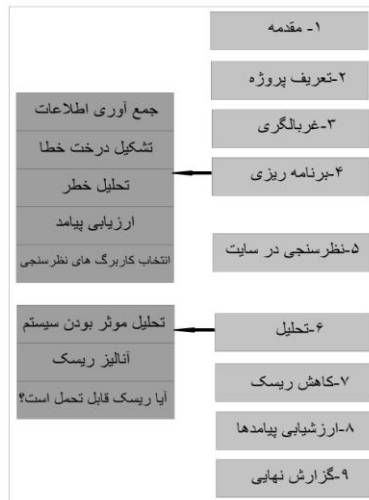 ۱- مقدمه
۲-تعریف پروژه
۳-غربالگری
۴-برنامه ریزی
جمع آوری اطلاعات
تشکیل درخت خطا
تحلیل خطر
ارزیابی پیامد
انتخاب کاربرگ های نظرسنجی
۵-نظرسنجی در سایت
۶-تحلیل
تحلیل موثر بودن سیستم
آنالیز ریسک
آیا ریسک قابل تحمل است؟
۷-کاهش ریسک
۸-ارزشیابی پیامدها
۹-گزارش نهایی